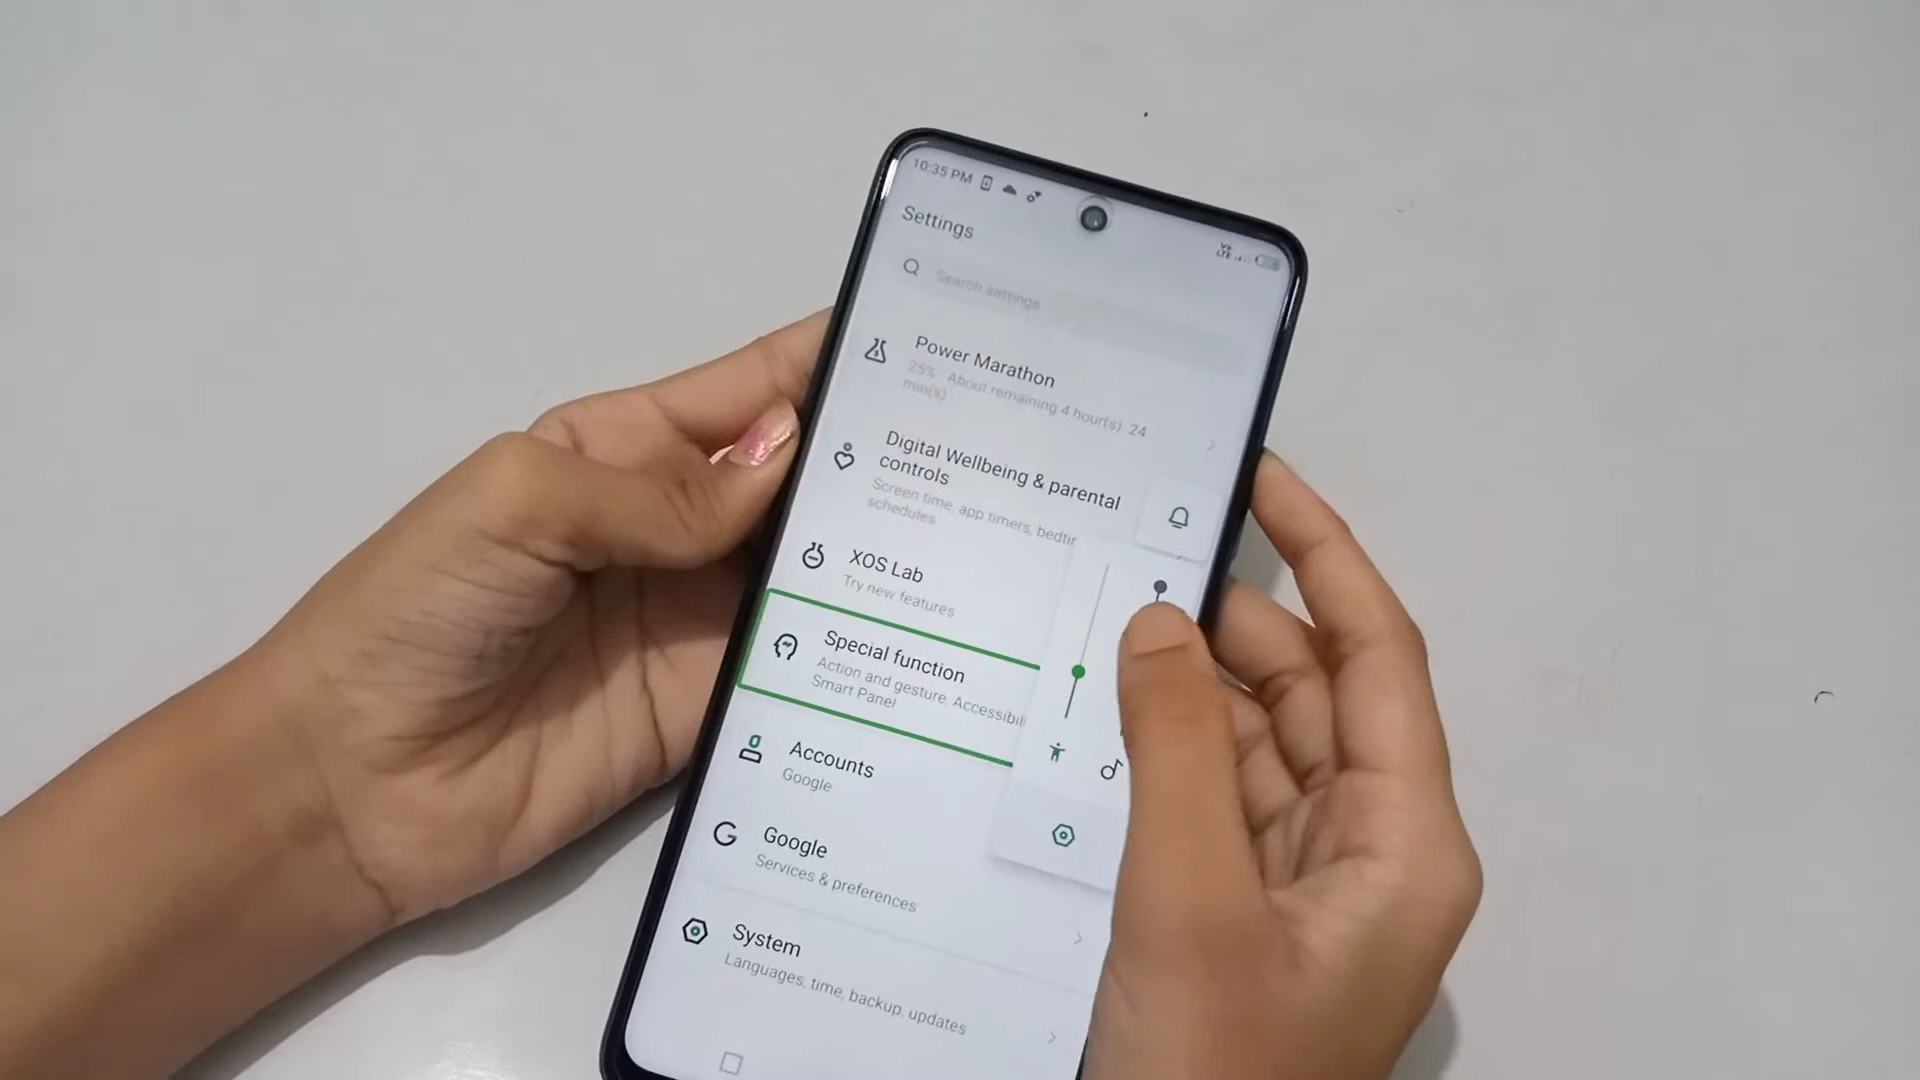 10:35 PM
Settings
Search settings
Power Marathon
25% · About remaining 4 hour(s) 24
min(s)
Digital Wellbeing & parental
controls
Screen time, app timers,
schedules
XOS Lab
Try new features
Special function
Action and gesture,
Smart Panel
Accounts
Google
Google
Services & preferences
System
Languages, time, backup, updates